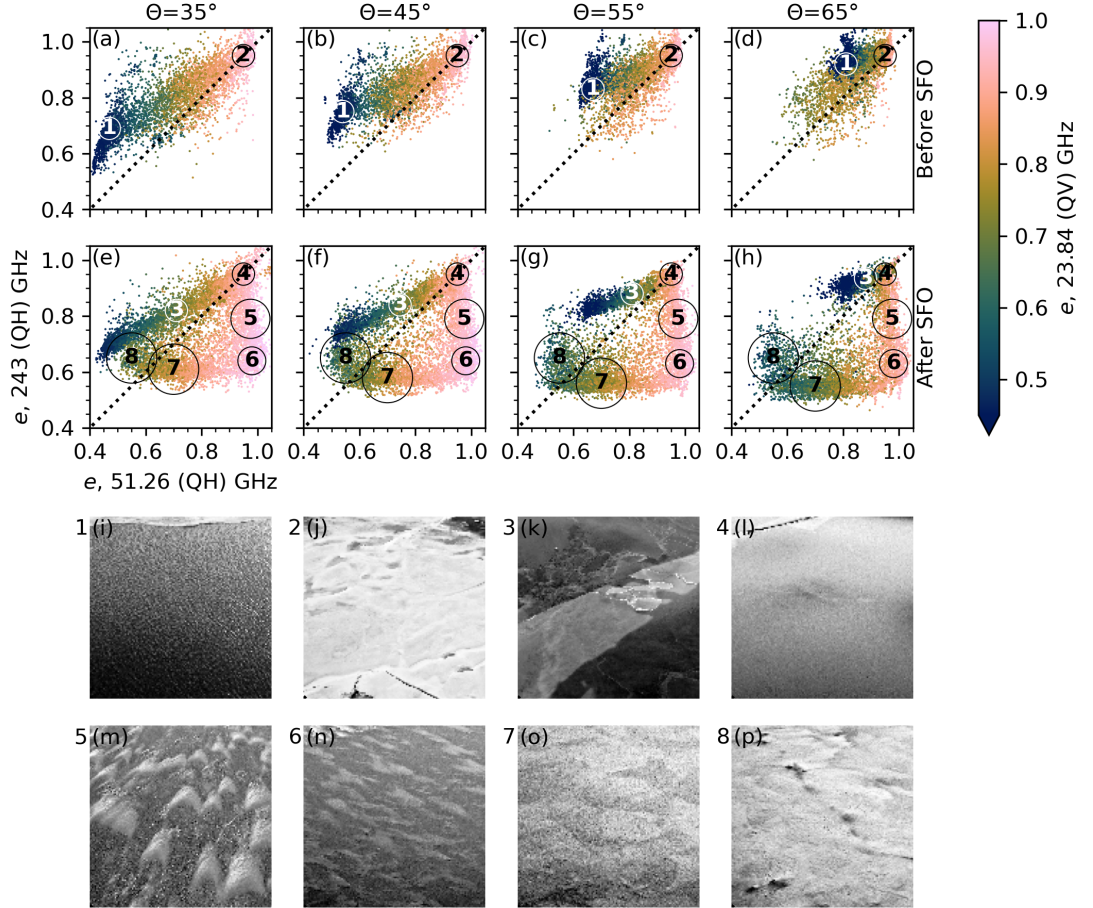 Θ=35° Θ=45° Θ=55° Θ=65°
(a) (b) (c) (d)
1.0 0.8 0.6 0.4
1 2 1 2 1 2 1 2
Before SFO
(e) (f) (g) (h)
1.0 0.8 0.6 0.4
3 4 5 6 7 8 3 4 5 6 7 8 3 4 5 6 7 8 3 4 5 6 7 8
After SFO
0.4 0.6 0.8 1.0 0.4 0.6 0.8 1.0 0.4 0.6 0.8 1.0 0.4 0.6 0.8 1.0
e, 243 (QH) GHz
e, 51.26 (QH) GHz
1.0
0.9
0.8
0.7
0.6
0.5
e, 23.84 (QV) GHz
1 (i) 2 (j) 3 (k) 4 (l)
5 (m) 6 (n) 7 (o) 8 (p)